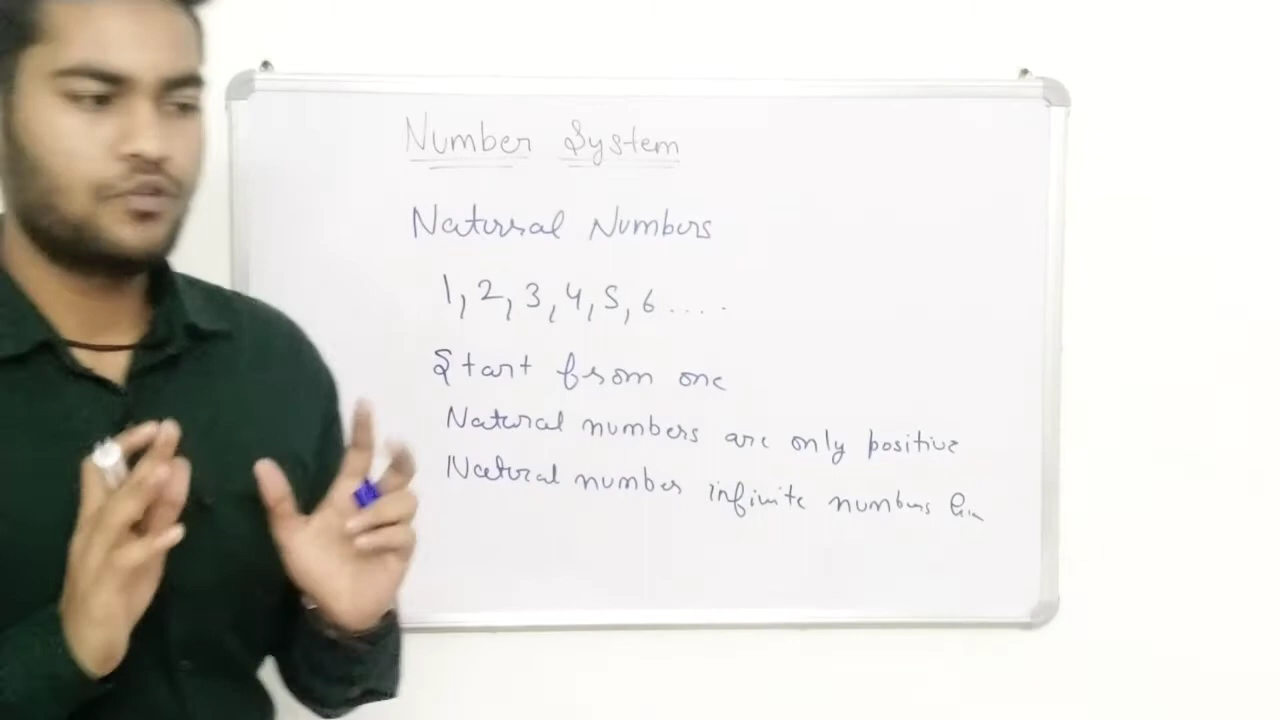 Number System
Natural Numbers
1, 2, 3, 4, 5, 6 ....
Start from one
Natural numbers are only positive
Natural number infinite numbers